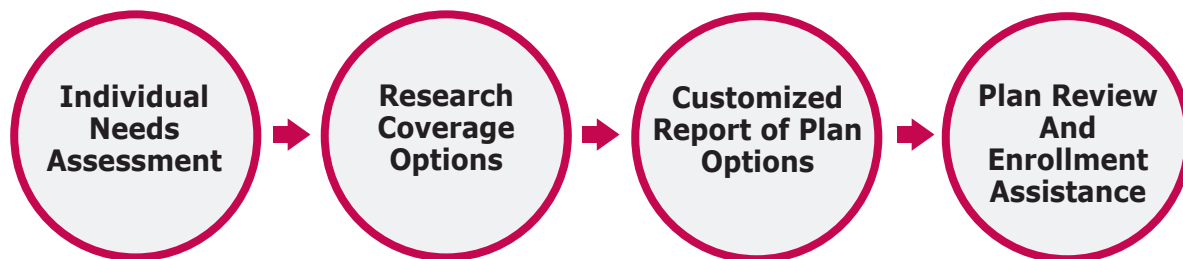 Individual
Needs
Assessment
Research
Coverage
Options
Customized
Report of Plan
Options
Plan Review
And
Enrollment
Assistance